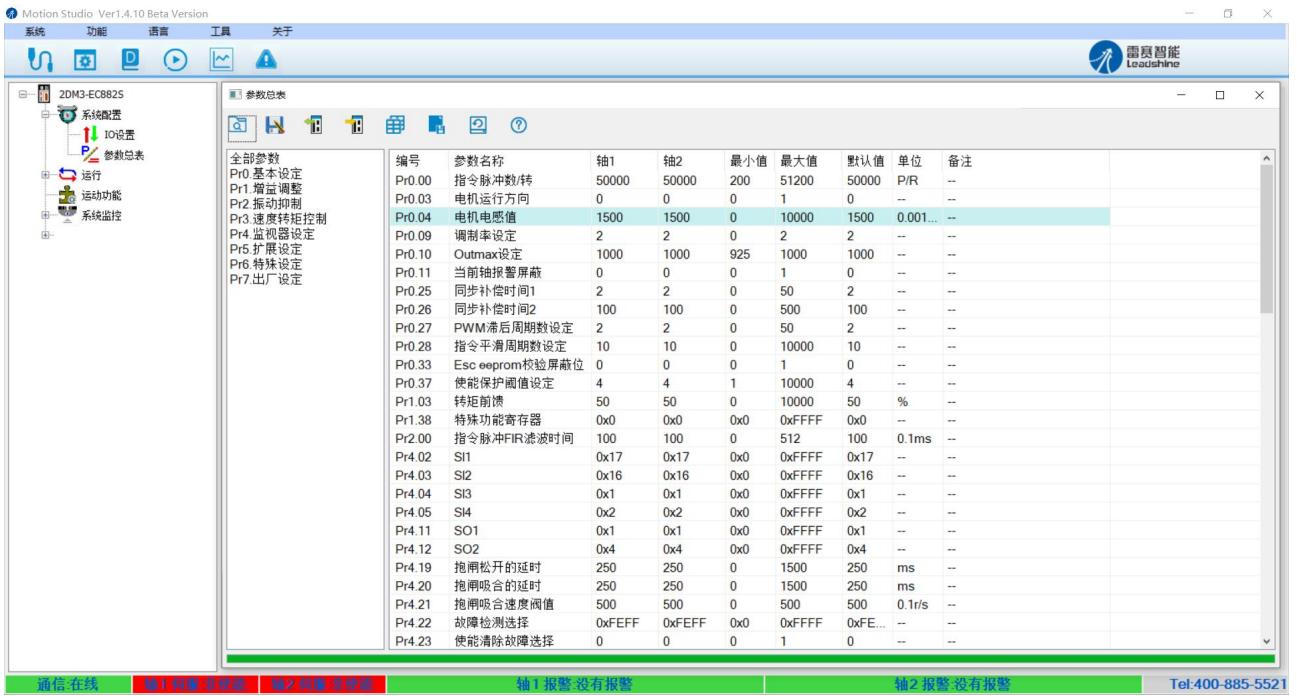 Motion Studio Ver1.4.10 Beta Version
系统 功能 语言 工具 关于
雷赛智能
Leadshine
2DM3-EC882S
系统配置
IO设置
参数总表
运行
运动功能
系统监控
参数总表
全部参数
Pr0.基本设定
Pr1.增益调整
Pr2.振动抑制
Pr3.速度转矩控制
Pr4.监视器设定
Pr5.扩展设定
Pr6.特殊设定
Pr7.出厂设定
编号 参数名称 轴1 轴2 最小值 最大值 默认值 单位 备注
Pr0.00 指令脉冲数/转 50000 50000 200 51200 50000 P/R --
Pr0.03 电机运行方向 0 0 0 1 0 -- --
Pr0.04 电机电感值 1500 1500 0 10000 1500 0.001... --
Pr0.09 调制率设定 2 2 0 2 2 -- --
Pr0.10 Outmax设定 1000 1000 925 1000 1000 -- --
Pr0.11 当前轴报警屏蔽 0 0 0 1 0 -- --
Pr0.25 同步补偿时间1 2 2 0 50 2 -- --
Pr0.26 同步补偿时间2 100 100 0 500 100 -- --
Pr0.27 PWM滞后周期数设定 2 2 0 50 2 -- --
Pr0.28 指令平滑周期数设定 10 10 0 10000 10 -- --
Pr0.33 Esc eeprom校验屏蔽位 0 0 0 1 0 -- --
Pr0.37 使能保护阈值设定 4 4 1 10000 4 -- --
Pr1.03 转矩前馈 50 50 0 10000 50 % --
Pr1.38 特殊功能寄存器 0x0 0x0 0x0 0xFFFF 0x0 -- --
Pr2.00 指令脉冲FIR滤波时间 100 100 0 512 100 0.1ms --
Pr4.02 SI1 0x17 0x17 0x0 0xFFFF 0x17 -- --
Pr4.03 SI2 0x16 0x16 0x0 0xFFFF 0x16 -- --
Pr4.04 SI3 0x1 0x1 0x0 0xFFFF 0x1 -- --
Pr4.05 SI4 0x2 0x2 0x0 0xFFFF 0x2 -- --
Pr4.11 SO1 0x1 0x1 0x0 0xFFFF 0x1 -- --
Pr4.12 SO2 0x4 0x4 0x0 0xFFFF 0x4 -- --
Pr4.19 抱闸松开的延时 250 250 0 1500 250 ms --
Pr4.20 抱闸吸合的延时 250 250 0 1500 250 ms --
Pr4.21 抱闸吸合速度阀值 500 500 0 500 500 0.1r/s --
Pr4.22 故障检测选择 0xFEFF 0xFEFF 0x0 0xFFFF 0xFE... -- --
Pr4.23 使能清除故障选择 0 0 0 1 0 -- --
通信:在线 轴1伺服:非使能 轴2伺服:非使能 轴1报警:没有报警 轴2报警:没有报警 Tel:400-885-5521